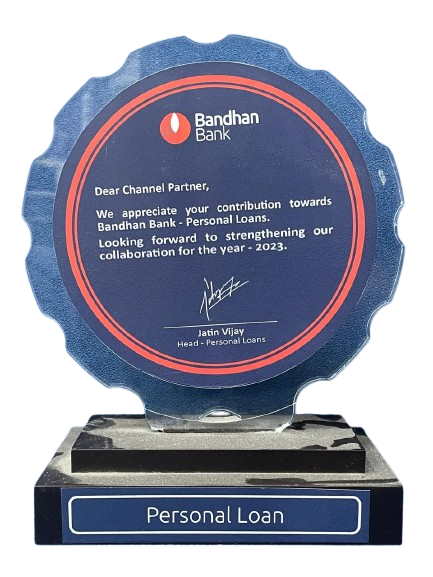 Bandhan
Bank
Dear Channel Partner,
We appreciate your contribution towards
Bandhan Bank - Personal Loans.
Looking forward to strengthening our
collaboration for the year - 2023.
Jatin Vijay
Head - Personal Loans
Personal Loan